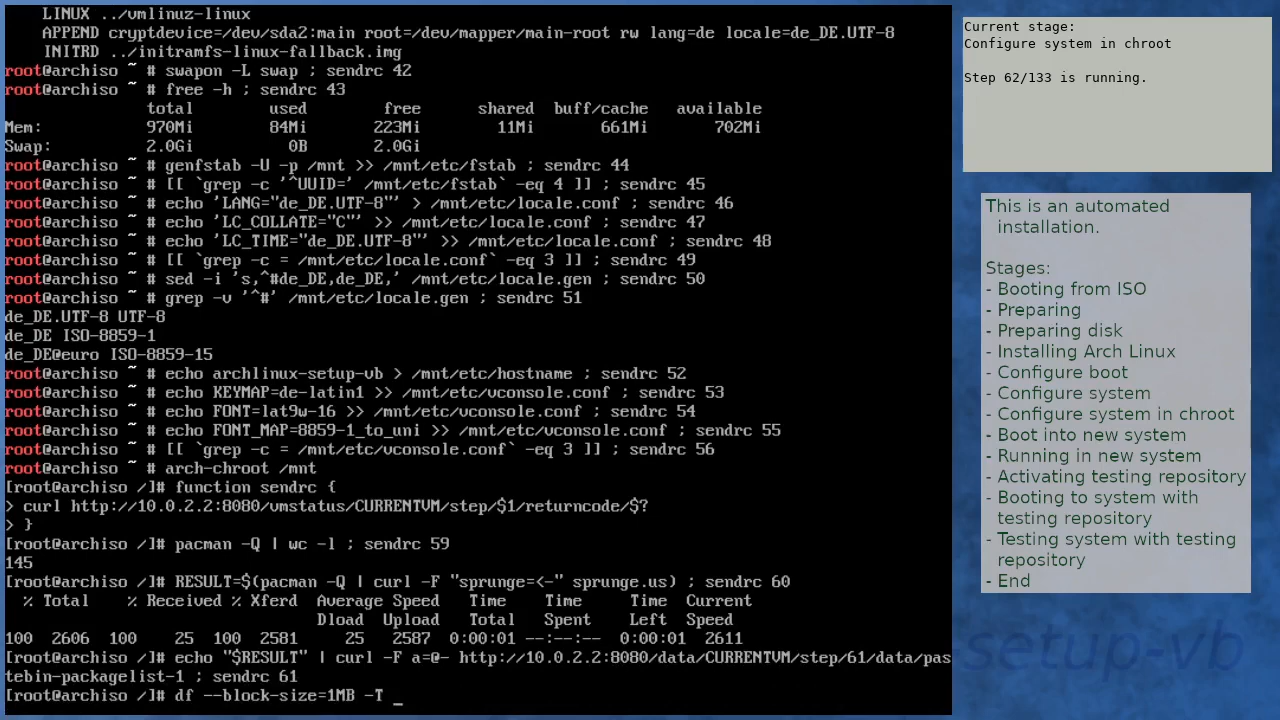 LINUX ../vmlinuz-linux
APPEND cryptdevice=/dev/sda2:main root=/dev/mapper/main-root rw lang=de locale=de_DE.UTF-8
INITRD ../initramfs-linux-fallback.img
root@archiso ~ # swapon -L swap ; sendrc 42
root@archiso ~ # free -h ; sendrc 43
              total        used        free      shared  buff/cache   available
Mem:          970Mi        84Mi       223Mi        11Mi       661Mi       702Mi
Swap:         2.0Gi          0B       2.0Gi
root@archiso ~ # genfstab -U -p /mnt >> /mnt/etc/fstab ; sendrc 44
root@archiso ~ # [[ `grep -c '^UUID=' /mnt/etc/fstab` -eq 4 ]] ; sendrc 45
root@archiso ~ # echo 'LANG="de_DE.UTF-8"' > /mnt/etc/locale.conf ; sendrc 46
root@archiso ~ # echo 'LC_COLLATE="C"' >> /mnt/etc/locale.conf ; sendrc 47
root@archiso ~ # echo 'LC_TIME="de_DE.UTF-8"' >> /mnt/etc/locale.conf ; sendrc 48
root@archiso ~ # [[ `grep -c = /mnt/etc/locale.conf` -eq 3 ]] ; sendrc 49
root@archiso ~ # sed -i 's,^#de_DE,de_DE,' /mnt/etc/locale.gen ; sendrc 50
root@archiso ~ # grep -v '^#' /mnt/etc/locale.gen ; sendrc 51
de_DE.UTF-8 UTF-8
de_DE ISO-8859-1
de_DE@euro ISO-8859-15
root@archiso ~ # echo archlinux-setup-vb > /mnt/etc/hostname ; sendrc 52
root@archiso ~ # echo KEYMAP=de-latin1 >> /mnt/etc/vconsole.conf ; sendrc 53
root@archiso ~ # echo FONT=lat9w-16 >> /mnt/etc/vconsole.conf ; sendrc 54
root@archiso ~ # echo FONT_MAP=8859-1_to_uni >> /mnt/etc/vconsole.conf ; sendrc 55
root@archiso ~ # [[ `grep -c = /mnt/etc/vconsole.conf` -eq 3 ]] ; sendrc 56
root@archiso ~ # arch-chroot /mnt
[root@archiso /]# function sendrc {
> curl http://10.0.2.2:8080/vmstatus/CURRENTVM/step/$1/returncode/$?
> }
[root@archiso /]# pacman -Q | wc -l ; sendrc 59
145
[root@archiso /]# RESULT=$(pacman -Q | curl -F "sprunge=<-" sprunge.us) ; sendrc 60
  % Total    % Received % Xferd  Average Speed   Time    Time     Time  Current
                                 Dload  Upload   Total   Spent    Left  Speed
100  2606  100    25  100  2581     25   2587  0:00:01 --:--:--  0:00:01  2611
[root@archiso /]# echo "$RESULT" | curl -F a=@- http://10.0.2.2:8080/data/CURRENTVM/step/61/data/pas
tebin-packagelist-1 ; sendrc 61
[root@archiso /]# df --block-size=1MB -T _
Current stage:
Configure system in chroot
Step 62/133 is running.
This is an automated
installation.
Stages:
- Booting from ISO
- Preparing
- Preparing disk
- Installing Arch Linux
- Configure boot
- Configure system
- Configure system in chroot
- Boot into new system
- Running in new system
- Activating testing repository
- Booting to system with
testing repository
- Testing system with testing
repository
- End
setup-vb